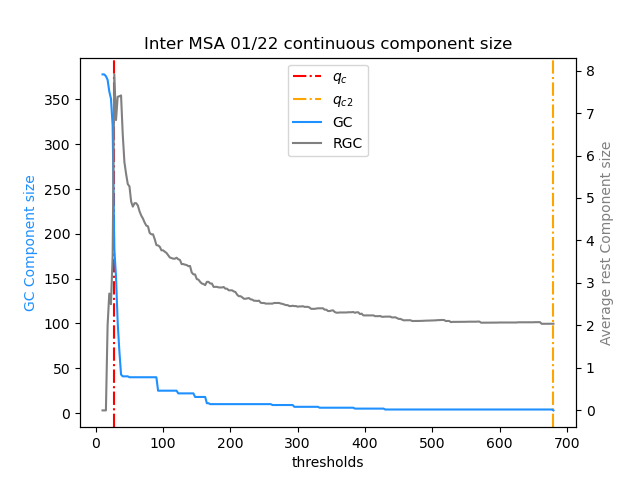 Inter MSA 01/22 continuous component size
q_c
q_c2
GC
RGC
GC Component size
350
300
250
200
150
100
50
0
8
7
6
5
4
3
2
1
0
Average rest Component size
0 100 200 300 400 500 600 700
thresholds